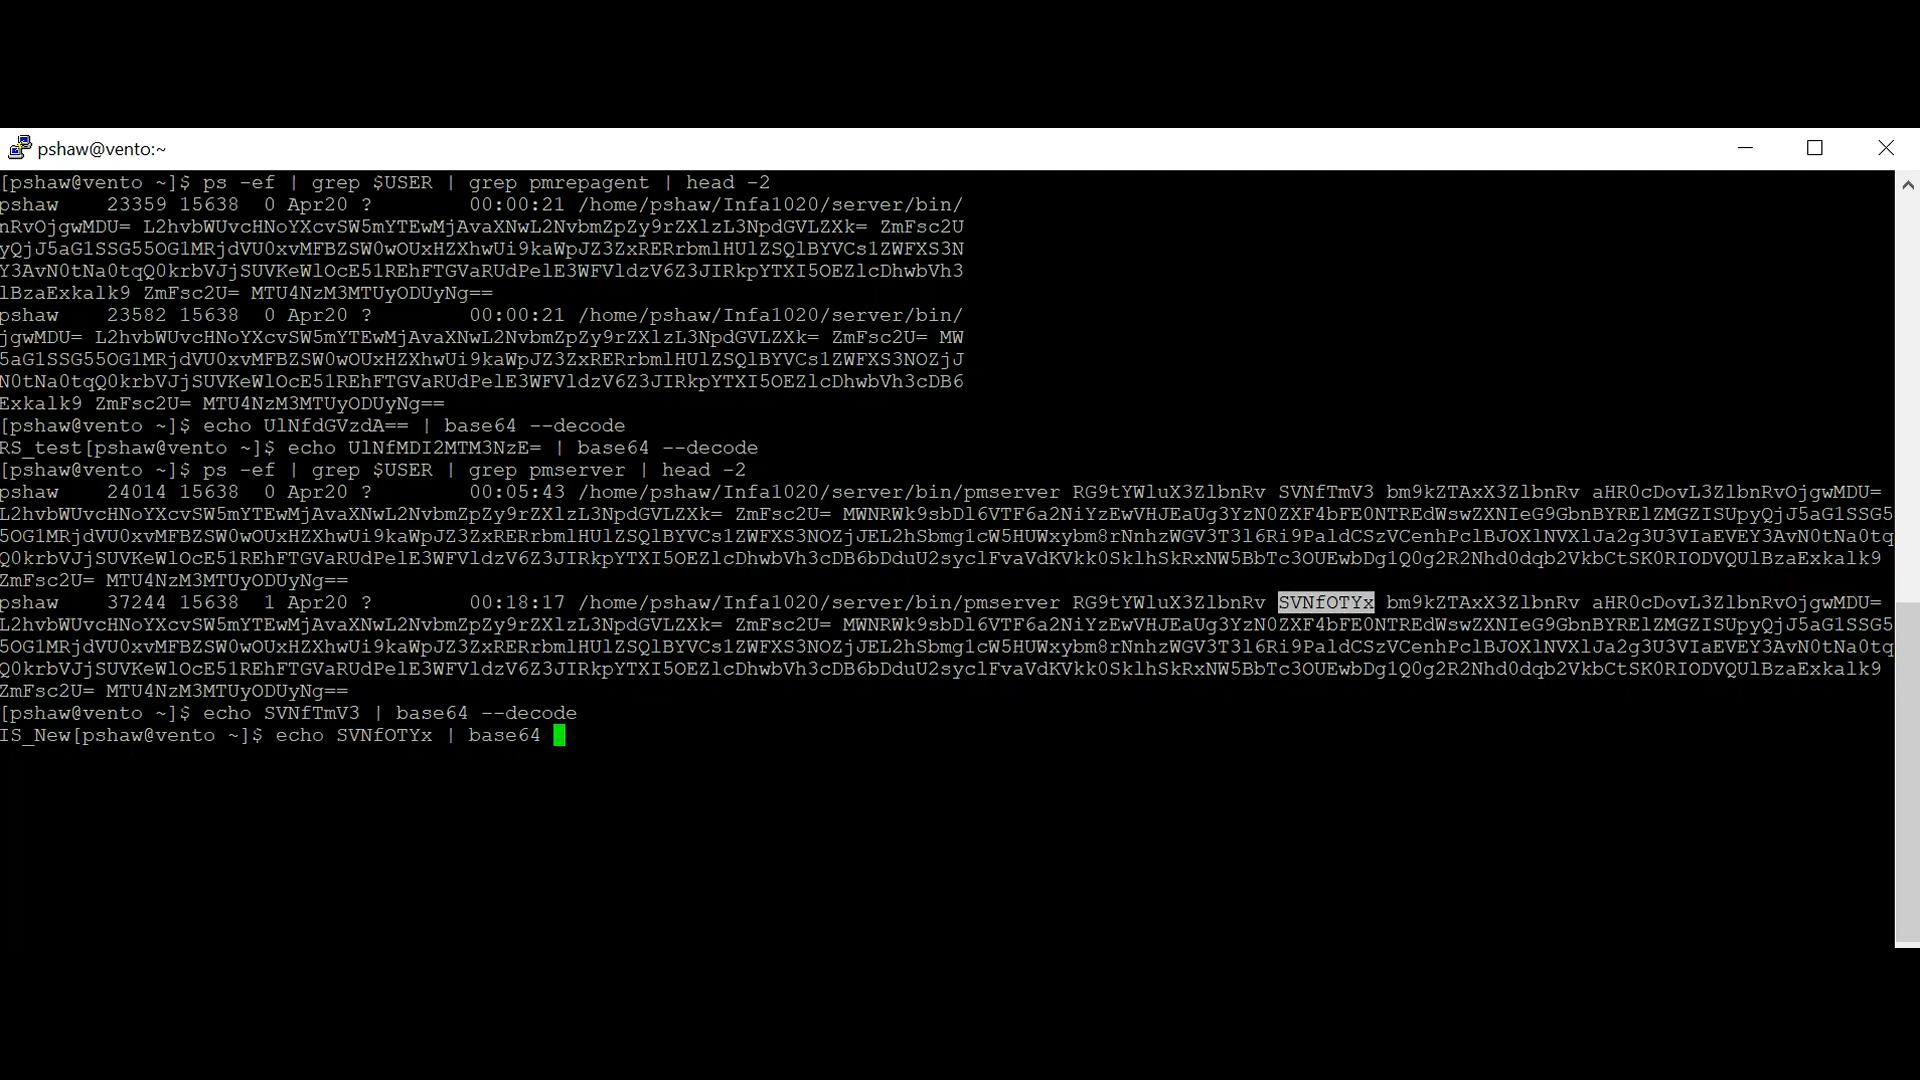 pshaw@vento:~
[pshaw@vento ~]$ ps -ef | grep $USER | grep pmrepagent | head -2
pshaw    23359 15638  0 Apr20 ?        00:00:21 /home/pshaw/Infa1020/server/bin/
nRvOjgwMDU= L2hvbWUvcHNoYXcvSW5mYTEwMjAvaXNwL2NvbmZpZy9rZXlzL3NpdGVLZXk= ZmFsc2U
yQjJ5aG1SSG55OG1MRjdVU0xvMFBZSW0wOUxHZXhwUi9kaWpJZ3ZxRERrbmlHUlZSQlBYVCs1ZWFXS3N
Y3AvN0tNa0tqQ0krbVJjSUVKeWlOcE51REhFTGVaRUdPelE3WFVldzV6Z3JIRkpYTXI5OEZlcDhwbVh3
lBzaExkalk9 ZmFsc2U= MTU4NzM3MTUyODUyNg==
pshaw    23582 15638  0 Apr20 ?        00:00:21 /home/pshaw/Infa1020/server/bin/
jgwMDU= L2hvbWUvcHNoYXcvSW5mYTEwMjAvaXNwL2NvbmZpZy9rZXlzL3NpdGVLZXk= ZmFsc2U= MW
5aG1SSG55OG1MRjdVU0xvMFBZSW0wOUxHZXhwUi9kaWpJZ3ZxRERrbmlHUlZSQlBYVCs1ZWFXS3NOZjJ
N0tNa0tqQ0krbVJjSUVKeWlOcE51REhFTGVaRUdPelE3WFVldzV6Z3JIRkpYTXI5OEZlcDhwbVh3cDB6
Exkalk9 ZmFsc2U= MTU4NzM3MTUyODUyNg==
[pshaw@vento ~]$ echo UlNfdGVzdA== | base64 --decode
RS_test[pshaw@vento ~]$ echo UlNfMDI2MTM3NzE= | base64 --decode
[pshaw@vento ~]$ ps -ef | grep $USER | grep pmserver | head -2
pshaw    24014 15638  0 Apr20 ?        00:05:43 /home/pshaw/Infa1020/server/bin/pmserver RG9tYWluX3ZlbnRv SVNfTmV3 bm9kZTAxX3ZlbnRv aHR0cDovL3ZlbnRvOjgwMDU=
L2hvbWUvcHNoYXcvSW5mYTEwMjAvaXNwL2NvbmZpZy9rZXlzL3NpdGVLZXk= ZmFsc2U= MWNRWk9sbDl6VTF6a2NiYzEwVHJEaUg3YzN0ZXF4bFE0NTREdWswZXNIeG9GbnBYRElZMGZISUpyQjJ5aG1SSG5
5OG1MRjdVU0xvMFBZSW0wOUxHZXhwUi9kaWpJZ3ZxRERrbmlHUlZSQlBYVCs1ZWFXS3NOZjJEL2hSbmg1cW5HUWxybm8rNnhzWGV3T3l6Ri9PaldCSzVCenhPclBJOXlNVXlJa2g3U3VIaEVEY3AvN0tNa0tq
Q0krbVJjSUVKeWlOcE51REhFTGVaRUdPelE3WFVldzV6Z3JIRkpYTXI5OEZlcDhwbVh3cDB6bDduU2syclFvaVdKVkk0SklhSkRxNW5BbTc3OUEwbDg1Q0g2R2Nhd0dqb2VkbCtSK0RIODVQUlBzaExkalk9
ZmFsc2U= MTU4NzM3MTUyODUyNg==
pshaw    37244 15638  1 Apr20 ?        00:18:17 /home/pshaw/Infa1020/server/bin/pmserver RG9tYWluX3ZlbnRv SVNfOTYx bm9kZTAxX3ZlbnRv aHR0cDovL3ZlbnRvOjgwMDU=
L2hvbWUvcHNoYXcvSW5mYTEwMjAvaXNwL2NvbmZpZy9rZXlzL3NpdGVLZXk= ZmFsc2U= MWNRWk9sbDl6VTF6a2NiYzEwVHJEaUg3YzN0ZXF4bFE0NTREdWswZXNIeG9GbnBYRElZMGZISUpyQjJ5aG1SSG5
5OG1MRjdVU0xvMFBZSW0wOUxHZXhwUi9kaWpJZ3ZxRERrbmlHUlZSQlBYVCs1ZWFXS3NOZjJEL2hSbmg1cW5HUWxybm8rNnhzWGV3T3l6Ri9PaldCSzVCenhPclBJOXlNVXlJa2g3U3VIaEVEY3AvN0tNa0tq
Q0krbVJjSUVKeWlOcE51REhFTGVaRUdPelE3WFVldzV6Z3JIRkpYTXI5OEZlcDhwbVh3cDB6bDduU2syclFvaVdKVkk0SklhSkRxNW5BbTc3OUEwbDg1Q0g2R2Nhd0dqb2VkbCtSK0RIODVQUlBzaExkalk9
ZmFsc2U= MTU4NzM3MTUyODUyNg==
[pshaw@vento ~]$ echo SVNfTmV3 | base64 --decode
IS_New[pshaw@vento ~]$ echo SVNfOTYx | base64